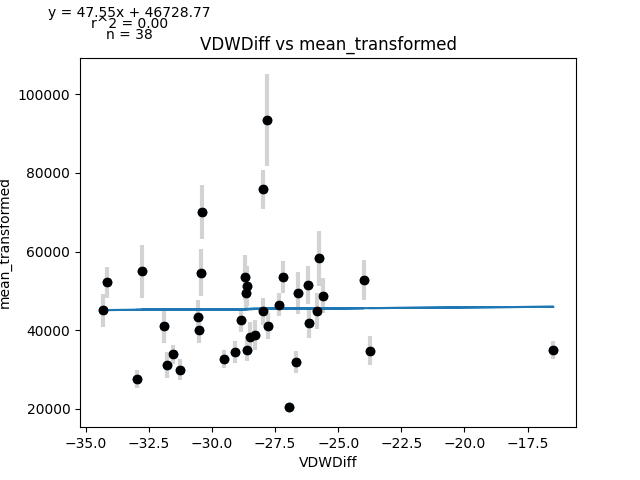 y = 47.55x + 46728.77
r^2 = 0.00
n = 38
VDWDiff vs mean_transformed
100000
80000
60000
40000
20000
mean_transformed
−35.0 −32.5 −30.0 −27.5 −25.0 −22.5 −20.0 −17.5
VDWDiff